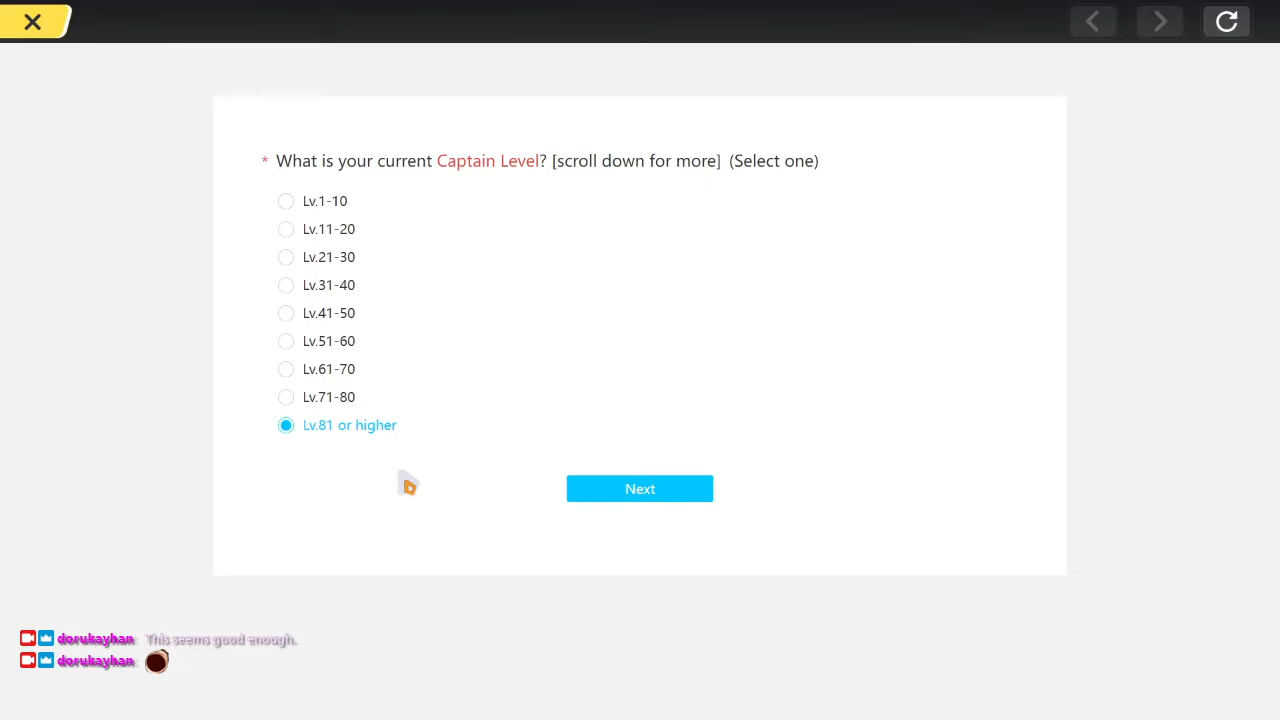 * What is your current Captain Level? [scroll down for more] (Select one)
Lv.1-10
Lv.11-20
Lv.21-30
Lv.31-40
Lv.41-50
Lv.51-60
Lv.61-70
Lv.71-80
Lv.81 or higher
Next
dorukayhan: This seems good enough.
dorukayhan: